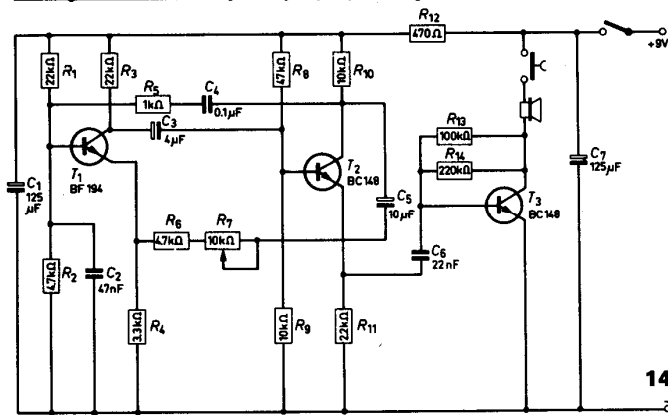 R12
470Ω
+9V
22kΩ R1
22kΩ R3
47kΩ R8
10kΩ R10
R5
1kΩ
C4
0.1µF
C3
4µF
R13
100kΩ
R14
220kΩ
T1
BF 194
T2
BC148
T3
BC148
C1
125
µF
C5
10µF
C7
125µF
R6
4.7kΩ
R7
10kΩ
C6
22nF
4.7kΩ R2
C2
47nF
3.3kΩ R4
10kΩ R9
2.2kΩ R11
14